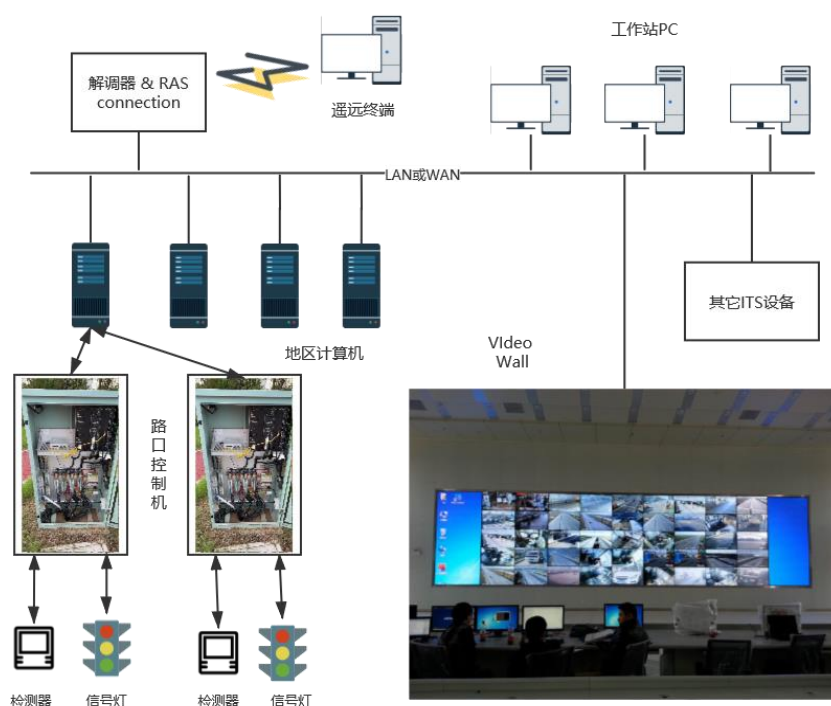 工作站PC
解调器 & RAS
connection
遥远终端
LAN或WAN
其它ITS设备
VIdeo
Wall
地区计算机
路
口
控
制
机
检测器
信号灯
检测器
信号灯